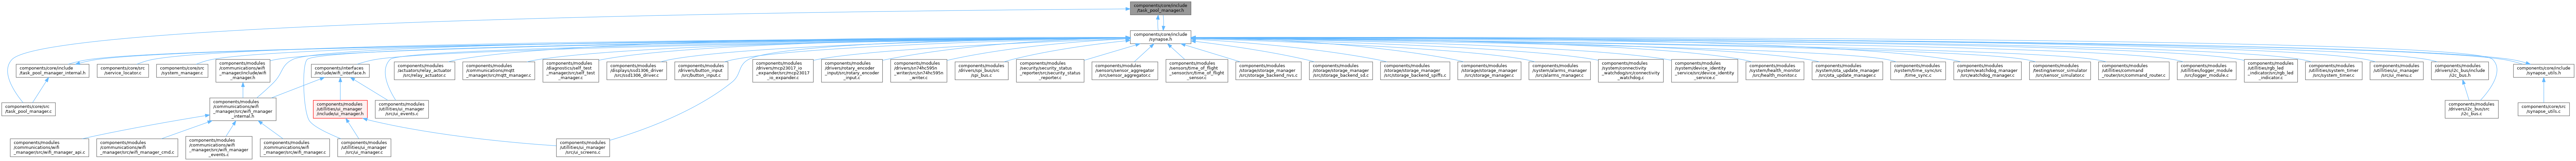 components/core/include
/task_pool_manager.h
components/core/include
/synapse.h
components/core/include
/task_pool_manager_internal.h
components/core/src
/service_locator.c
components/core/src
/system_manager.c
components/modules
/communications/wifi
_manager/include/wifi
_manager.h
components/interfaces
/include/wifi_interface.h
components/modules
/actuators/relay_actuator
/src/relay_actuator.c
components/modules
/communications/mqtt
_manager/src/mqtt_manager.c
components/modules
/diagnostics/self_test
_manager/src/self_test
_manager.c
components/modules
/displays/ssd1306_driver
/src/ssd1306_driver.c
components/modules
/drivers/button_input
/src/button_input.c
components/modules
/drivers/mcp23017_io
_expander/src/mcp23017
_io_expander.c
components/modules
/drivers/rotary_encoder
_input/src/rotary_encoder
_input.c
components/modules
/drivers/sn74hc595n
_writer/src/sn74hc595n
_writer.c
components/modules
/drivers/spi_bus/src
/spi_bus.c
components/modules
/security/security_status
_reporter/src/security_status
_reporter.c
components/modules
/sensors/sensor_aggregator
/src/sensor_aggregator.c
components/modules
/sensors/time_of_flight
_sensor/src/time_of_flight
_sensor.c
components/modules
/storage/storage_manager
/src/storage_backend_nvs.c
components/modules
/storage/storage_manager
/src/storage_backend_sd.c
components/modules
/storage/storage_manager
/src/storage_backend_spiffs.c
components/modules
/storage/storage_manager
/src/storage_manager.c
components/modules
/system/alarms_manager
/src/alarms_manager.c
components/modules
/system/connectivity
_watchdog/src/connectivity
_watchdog.c
components/modules
/system/device_identity
_service/src/device_identity
_service.c
components/modules
/system/health_monitor
/src/health_monitor.c
components/modules
/system/ota_update_manager
/src/ota_update_manager.c
components/modules
/system/time_sync/src
/time_sync.c
components/modules
/system/watchdog_manager
/src/watchdog_manager.c
components/modules
/testing/sensor_simulator
/src/sensor_simulator.c
components/modules
/utilities/command
_router/src/command_router.c
components/modules
/utilities/logger_module
/src/logger_module.c
components/modules
/utilities/rgb_led
_indicator/src/rgb_led
_indicator.c
components/modules
/utilities/system_timer
/src/system_timer.c
components/modules
/utilities/ui_manager
/src/ui_menu.c
components/modules
/drivers/i2c_bus/include
/i2c_bus.h
components/core/include
/synapse_utils.h
components/core/src
/task_pool_manager.c
components/modules
/communications/wifi
_manager/src/wifi_manager
_internal.h
components/modules
/utilities/ui_manager
/include/ui_manager.h
components/modules
/utilities/ui_manager
/src/ui_events.c
components/modules
/drivers/i2c_bus/src
/i2c_bus.c
components/core/src
/synapse_utils.c
components/modules
/communications/wifi
_manager/src/wifi_manager_api.c
components/modules
/communications/wifi
_manager/src/wifi_manager_cmd.c
components/modules
/communications/wifi
_manager/src/wifi_manager
_events.c
components/modules
/communications/wifi
_manager/src/wifi_manager.c
components/modules
/utilities/ui_manager
/src/ui_manager.c
components/modules
/utilities/ui_manager
/src/ui_screens.c